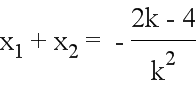 x₁ + x₂ = - (2k - 4) / k²